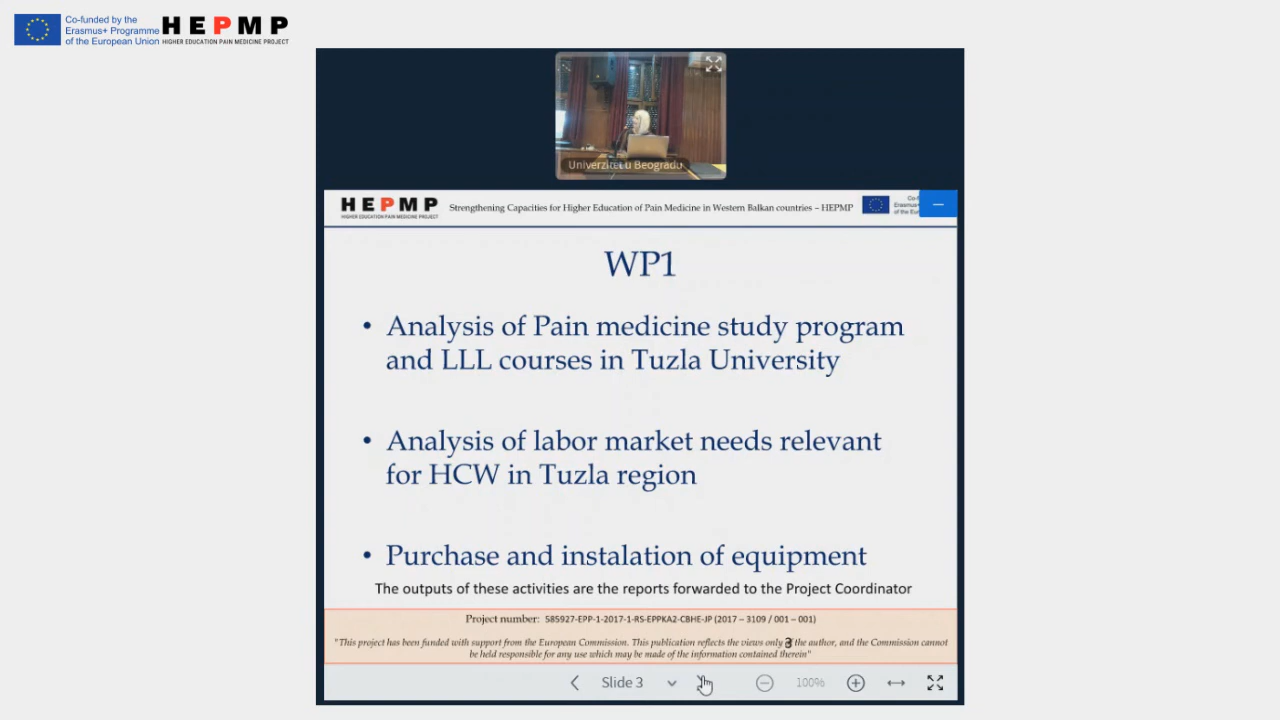 Co-funded by the
Erasmus+ Programme
of the European Union
HEPMP
HIGHER EDUCATION PAIN MEDICINE PROJECT
Univerzitet u Beogradu
HEPMP
HIGHER EDUCATION PAIN MEDICINE PROJECT
Strengthening Capacities for Higher Education of Pain Medicine in Western Balkan countries – HEPMP
WP1
• Analysis of Pain medicine study program
and LLL courses in Tuzla University
• Analysis of labor market needs relevant
for HCW in Tuzla region
• Purchase and instalation of equipment
The outputs of these activities are the reports forwarded to the Project Coordinator
Project number: 585927-EPP-1-2017-1-RS-EPPKA2-CBHE-JP (2017 – 3109 / 001 – 001)
"This project has been funded with support from the European Commission. This publication reflects the views only 3 the author, and the Commission cannot
be held responsible for any use which may be made of the information contained therein"
Slide 3
100%